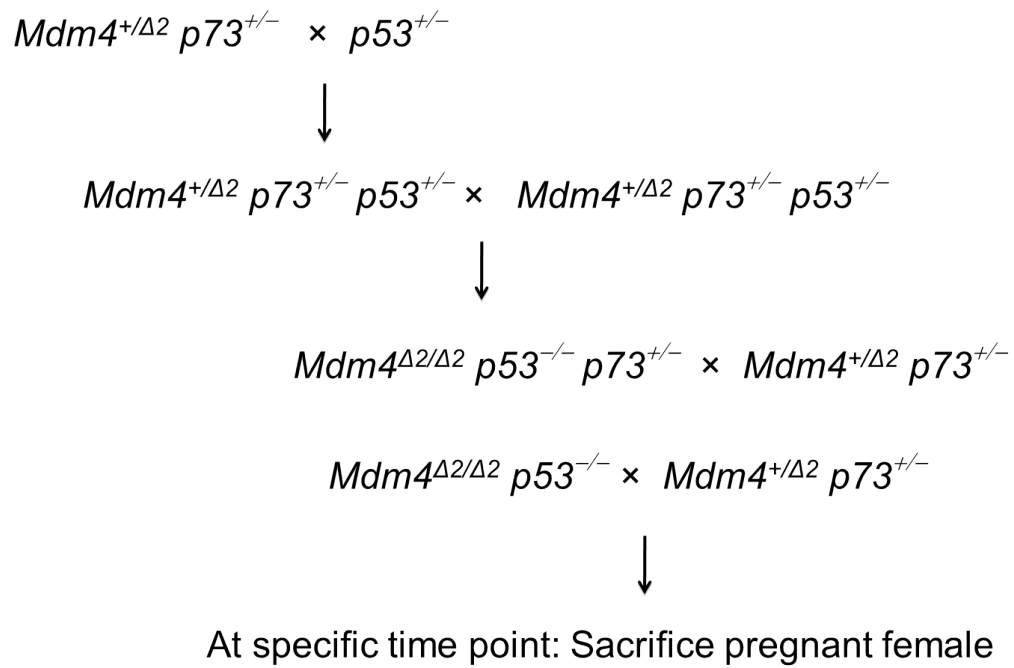 Mdm4+/Δ2 p73+/− × p53+/−
Mdm4+/Δ2 p73+/− p53+/− × Mdm4+/Δ2 p73+/− p53+/−
Mdm4Δ2/Δ2 p53−/− p73+/− × Mdm4+/Δ2 p73+/−
Mdm4Δ2/Δ2 p53−/− × Mdm4+/Δ2 p73+/−
At specific time point: Sacrifice pregnant female